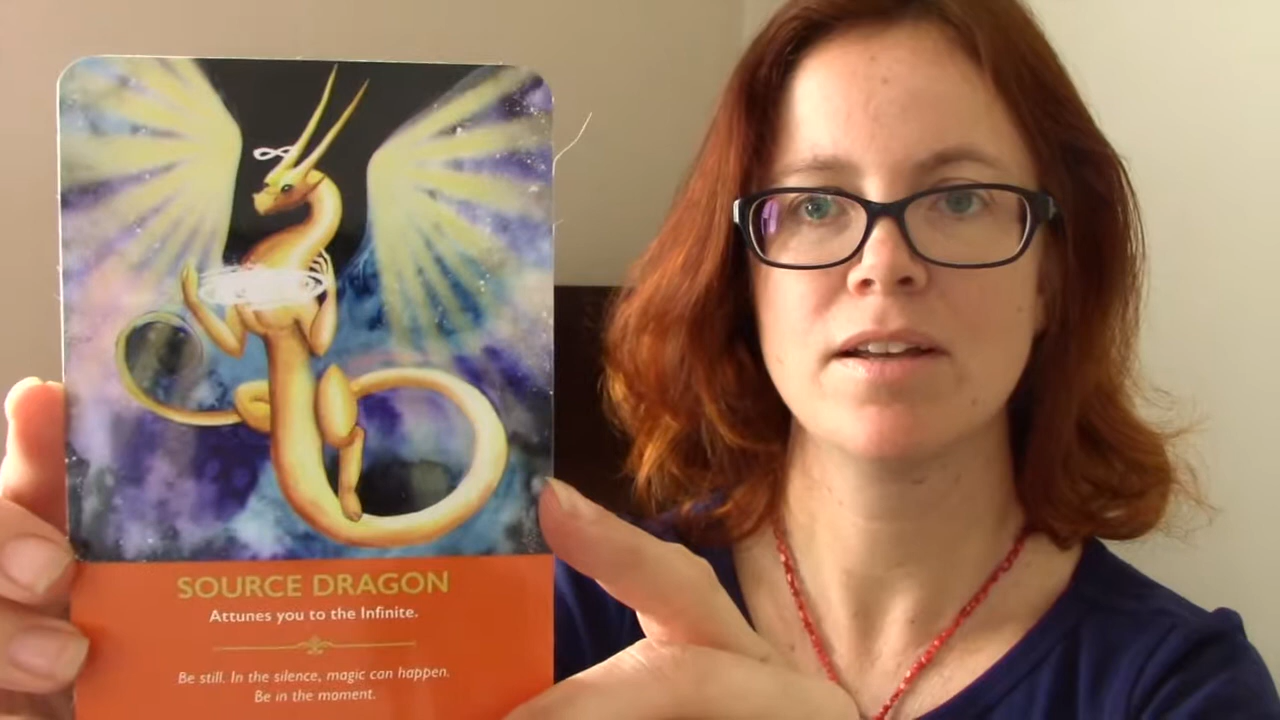 SOURCE DRAGON
Attunes you to the Infinite.
Be still. In the silence, magic can happen.
Be in the moment.